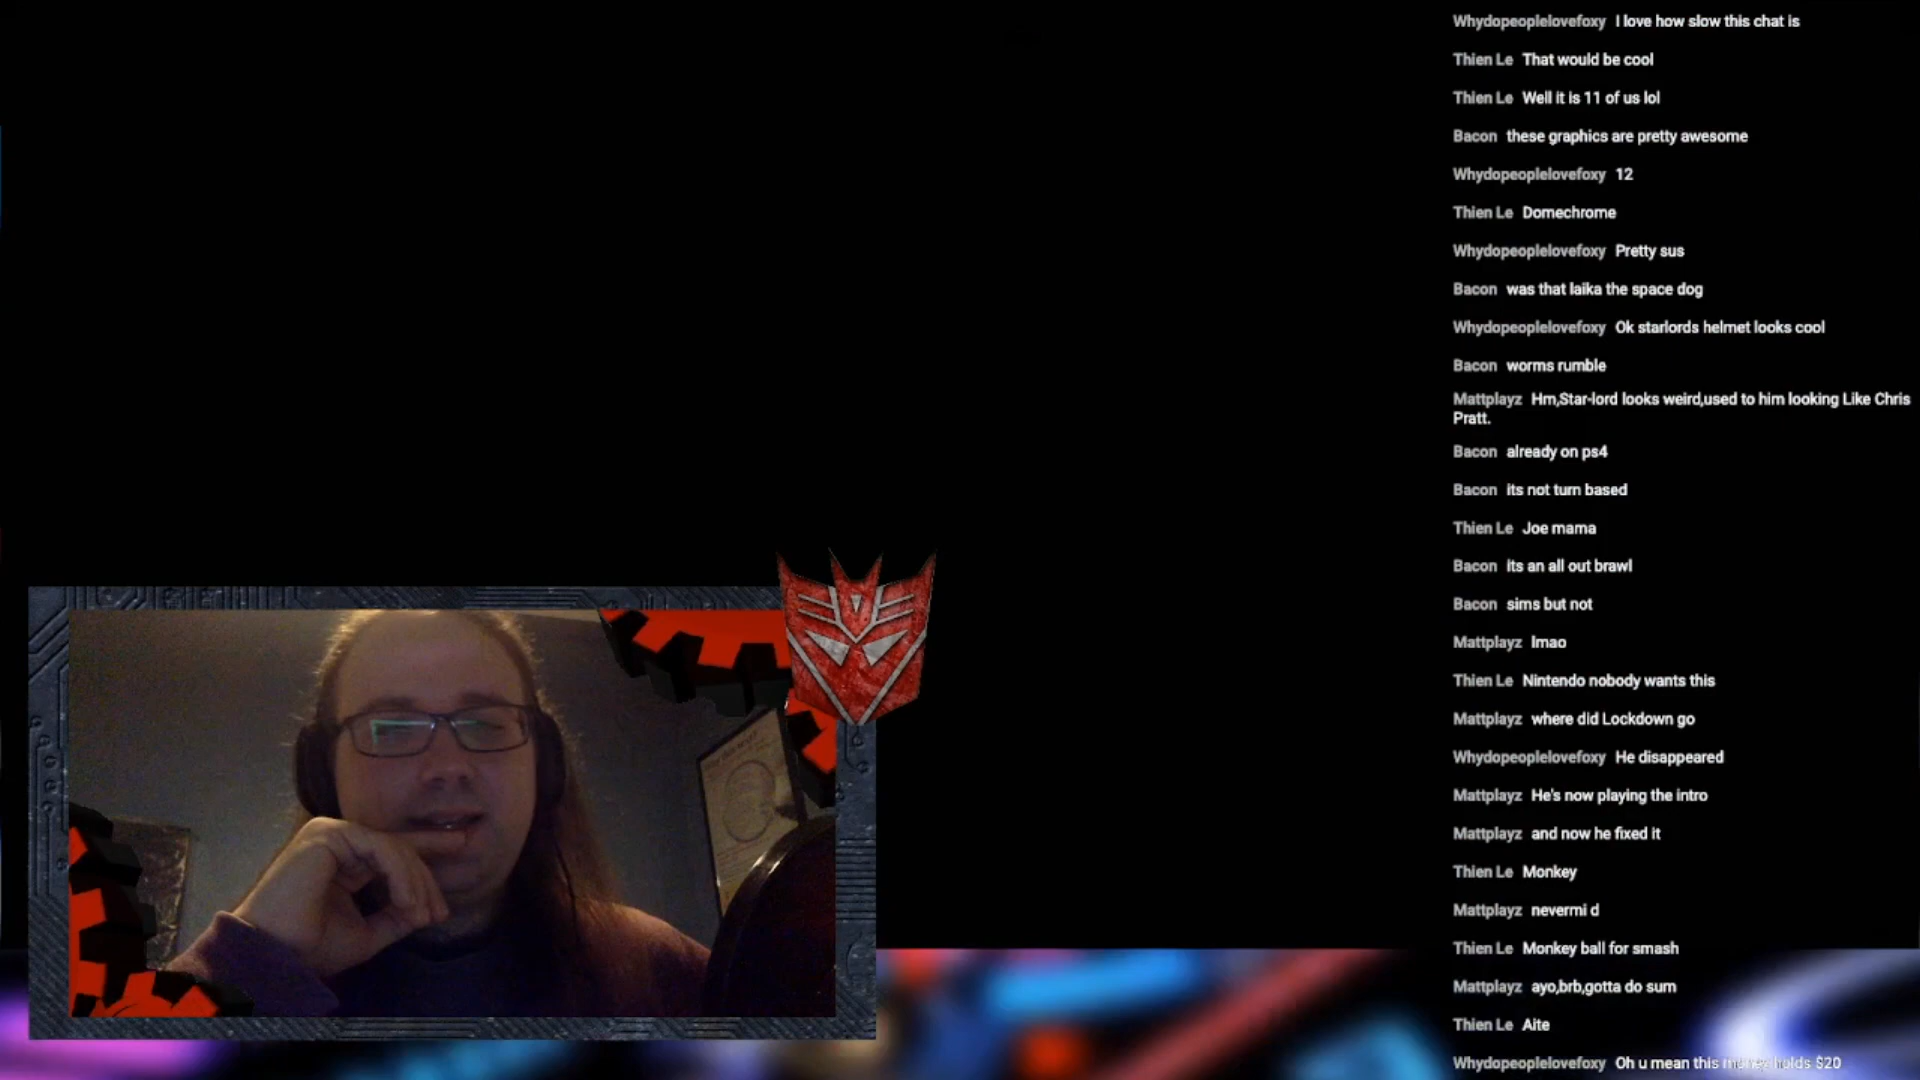 Whydopeoplelovefoxy I love how slow this chat is
Thien Le That would be cool
Thien Le Well it is 11 of us lol
Bacon these graphics are pretty awesome
Whydopeoplelovefoxy 12
Thien Le Domechrome
Whydopeoplelovefoxy Pretty sus
Bacon was that laika the space dog
Whydopeoplelovefoxy Ok starlords helmet looks cool
Bacon worms rumble
Mattplayz Hm,Star-lord looks weird,used to him looking Like Chris
Pratt.
Bacon already on ps4
Bacon its not turn based
Thien Le Joe mama
Bacon its an all out brawl
Bacon sims but not
Mattplayz lmao
Thien Le Nintendo nobody wants this
Mattplayz where did Lockdown go
Whydopeoplelovefoxy He disappeared
Mattplayz He's now playing the intro
Mattplayz and now he fixed it
Thien Le Monkey
Mattplayz nevermi d
Thien Le Monkey ball for smash
Mattplayz ayo,brb,gotta do sum
Thien Le Aite
Whydopeoplelovefoxy Oh u mean this holds $20